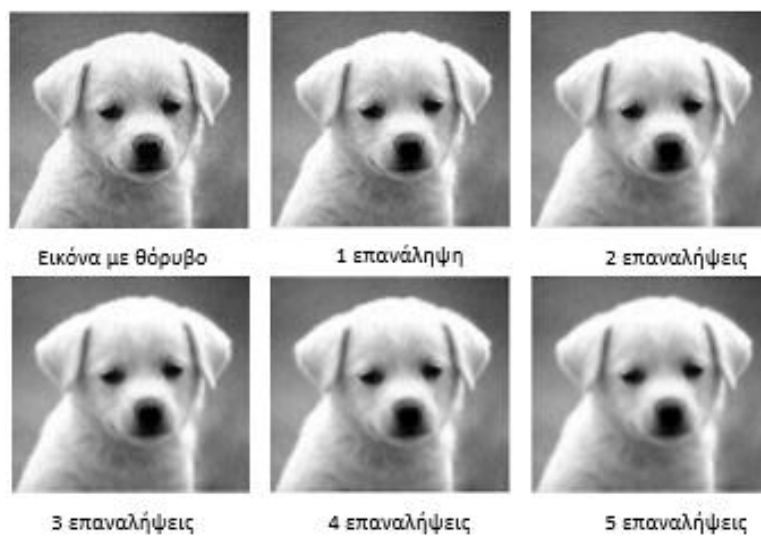 Εικόνα με θόρυβο
1 επανάληψη
2 επαναλήψεις
3 επαναλήψεις
4 επαναλήψεις
5 επαναλήψεις